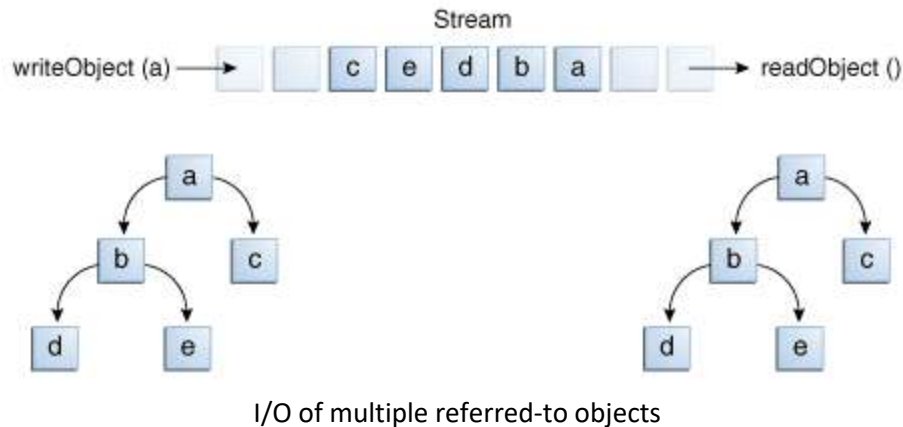 Stream
writeObject (a) c e d b a readObject ()
a a
b c b c
d e d e
I/O of multiple referred-to objects